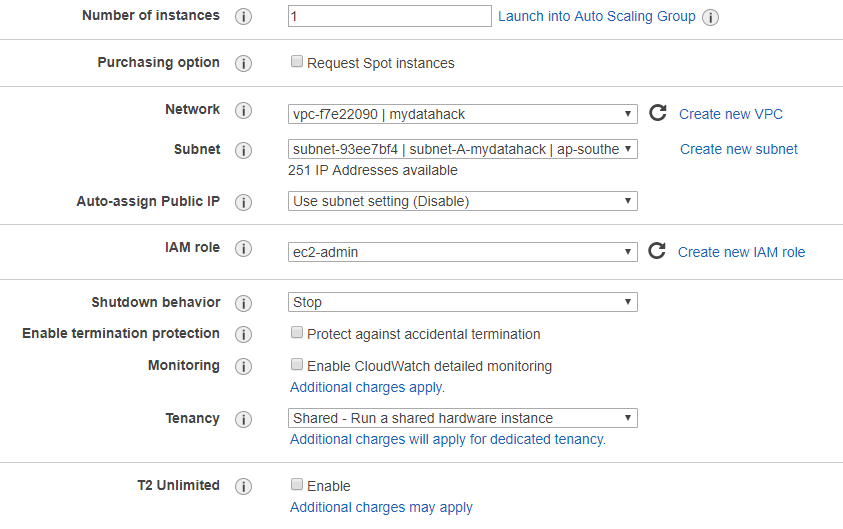 Number of instances i 1 Launch into Auto Scaling Group i
Purchasing option i Request Spot instances
Network i vpc-f7e22090 | mydatahack Create new VPC
Subnet i subnet-93ee7bf4 | subnet-A-mydatahack | ap-southe Create new subnet
251 IP Addresses available
Auto-assign Public IP i Use subnet setting (Disable)
IAM role i ec2-admin Create new IAM role
Shutdown behavior i Stop
Enable termination protection i Protect against accidental termination
Monitoring i Enable CloudWatch detailed monitoring
Additional charges apply.
Tenancy i Shared - Run a shared hardware instance
Additional charges will apply for dedicated tenancy.
T2 Unlimited i Enable
Additional charges may apply